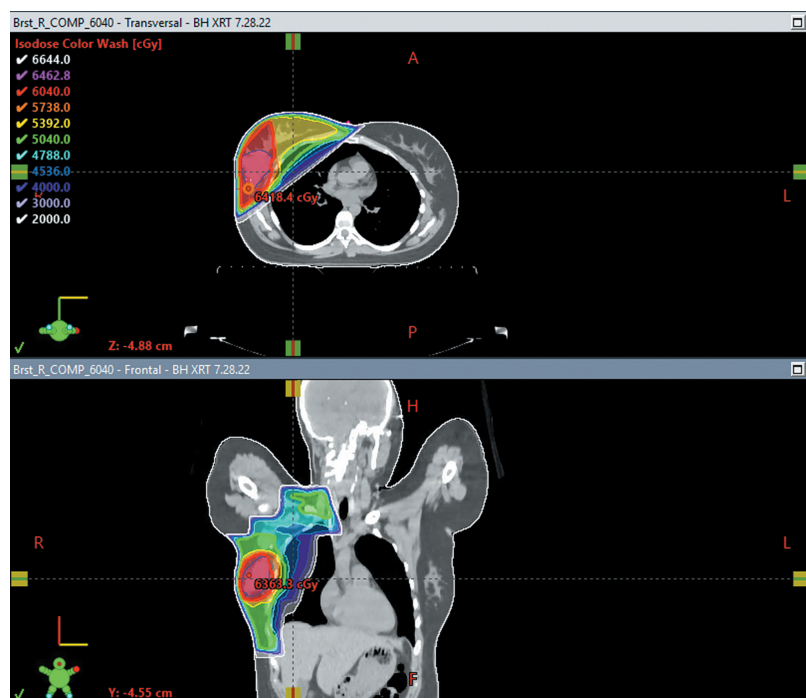 Brst_R_COMP_6040 - Transversal - BH XRT 7.28.22
Isodose Color Wash [cGy]
6644.0
6462.8
6040.0
5738.0
5392.0
5040.0
4788.0
4536.0
4000.0
3000.0
2000.0
A
L
6418.4 cGy
P
Z: -4.88 cm
Brst_R_COMP_6040 - Frontal - BH XRT 7.28.22
H
R
L
6363.3 cGy
F
Y: -4.55 cm